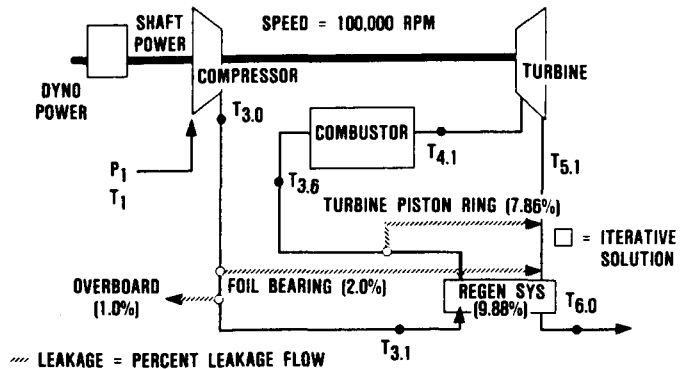 SHAFT
POWER
SPEED = 100,000 RPM
DYNO
POWER
COMPRESSOR
TURBINE
T3.0
COMBUSTOR
T4.1
P1
T1
T5.1
T3.6
TURBINE PISTON RING (7.86%)
= ITERATIVE
SOLUTION
OVERBOARD
(1.0%)
FOIL BEARING (2.0%)
REGEN SYS
(9.88%)
T6.0
T3.1
LEAKAGE = PERCENT LEAKAGE FLOW